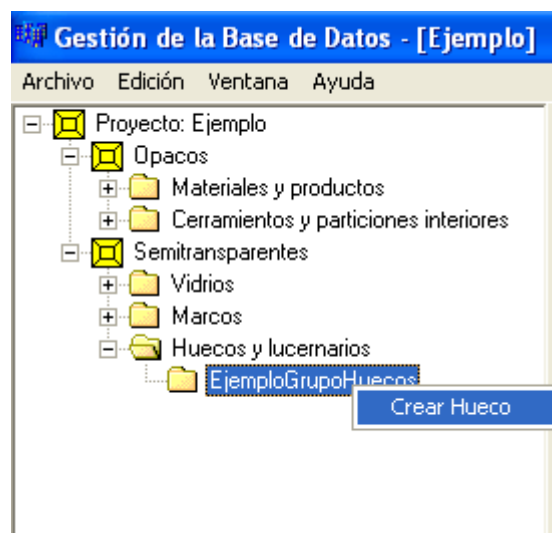 Gestión de la Base de Datos - [Ejemplo]
Archivo Edición Ventana Ayuda
Proyecto: Ejemplo
Opacos
Materiales y productos
Cerramientos y particiones interiores
Semitransparentes
Vidrios
Marcos
Huecos y lucernarios
EjemploGrupoHuecos
Crear Hueco